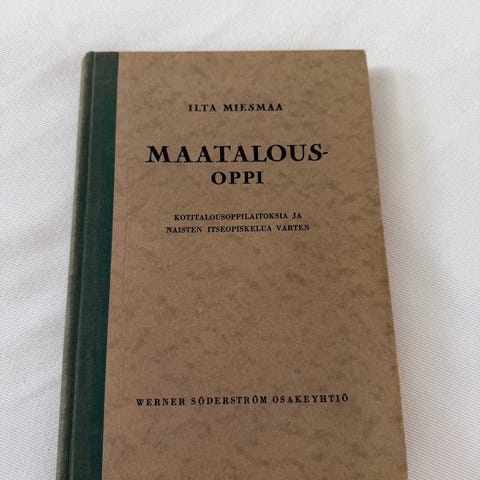 ILTA MIESMAA
MAATALOUS-
OPPI
KOTITALOUSOPPILAITOKSIA JA
NAISTEN ITSEOPISKELUA VARTEN
WERNER SÖDERSTRÖM OSAKEYHTIÖ